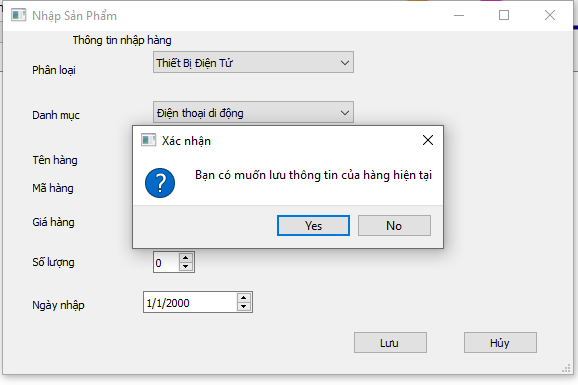 Nhập Sản Phẩm
Thông tin nhập hàng
Phân loại
Thiết Bị Điện Tử
Danh mục
Điện thoại di động
Xác nhận
Bạn có muốn lưu thông tin của hàng hiện tại
Yes
No
Tên hàng
Mã hàng
Giá hàng
Số lượng
0
Ngày nhập
1/1/2000
Lưu
Hủy